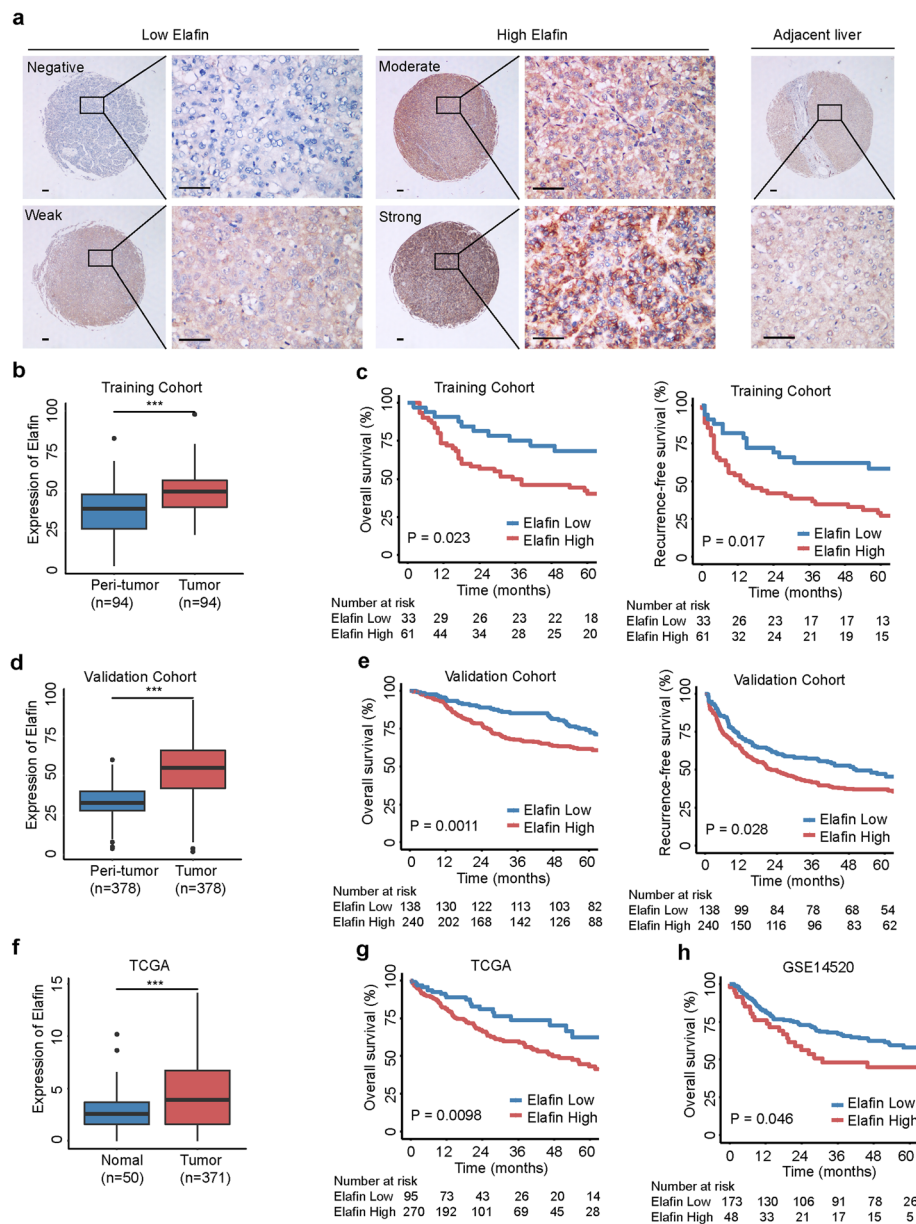 a
Low Elafin
High Elafin
Adjacent liver
Negative
Moderate
Weak
Strong
b
Training Cohort
***
Expression of Elafin
100
75
50
25
0
Peri-tumor
(n=94)
Tumor
(n=94)
c
Training Cohort
Overall survival (%)
100
75
50
25
0
P = 0.023
Elafin Low
Elafin High
0 12 24 36 48 60
Time (months)
Number at risk
Elafin Low 33 29 26 23 22 18
Elafin High 61 44 34 28 25 20
Training Cohort
Recurrence-free survival (%)
100
75
50
25
0
P = 0.017
Elafin Low
Elafin High
0 12 24 36 48 60
Time (months)
Number at risk
Elafin Low 33 26 23 17 17 13
Elafin High 61 32 24 21 19 15
d
Validation Cohort
***
Expression of Elafin
100
75
50
25
0
Peri-tumor
(n=378)
Tumor
(n=378)
e
Validation Cohort
Overall survival (%)
100
75
50
25
0
P = 0.0011
Elafin Low
Elafin High
0 12 24 36 48 60
Time (months)
Number at risk
Elafin Low 138 130 122 113 103 82
Elafin High 240 202 168 142 126 88
Validation Cohort
Recurrence-free survival (%)
100
75
50
25
0
P = 0.028
Elafin Low
Elafin High
0 12 24 36 48 60
Time (months)
Number at risk
Elafin Low 138 99 84 78 68 54
Elafin High 240 150 116 96 83 62
f
TCGA
***
Expression of Elafin
15
10
5
0
Nomal
(n=50)
Tumor
(n=371)
g
TCGA
Overall survival (%)
100
75
50
25
0
P = 0.0098
Elafin Low
Elafin High
0 12 24 36 48 60
Time (months)
Number at risk
Elafin Low 95 73 43 26 20 14
Elafin High 270 192 101 69 45 28
h
GSE14520
Overall survival (%)
100
75
50
25
0
P = 0.046
Elafin Low
Elafin High
0 12 24 36 48 60
Time (months)
Number at risk
Elafin Low 173 130 106 91 78 26
Elafin High 48 33 21 17 15 5